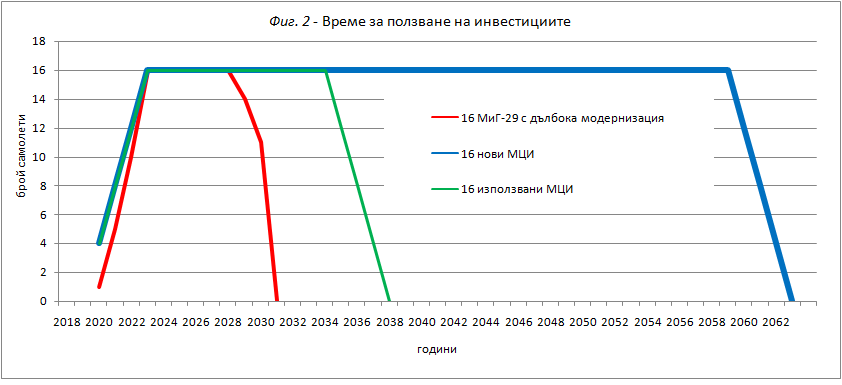 Фиг. 2 - Време за ползване на инвестициите
брой самолети
18
16
14
12
10
8
6
4
2
0
16 МиГ-29 с дълбока модернизация
16 нови МЦИ
16 използвани МЦИ
2018 2020 2022 2024 2026 2028 2030 2032 2034 2036 2038 2040 2042 2044 2046 2048 2050 2052 2054 2056 2058 2060 2062
години